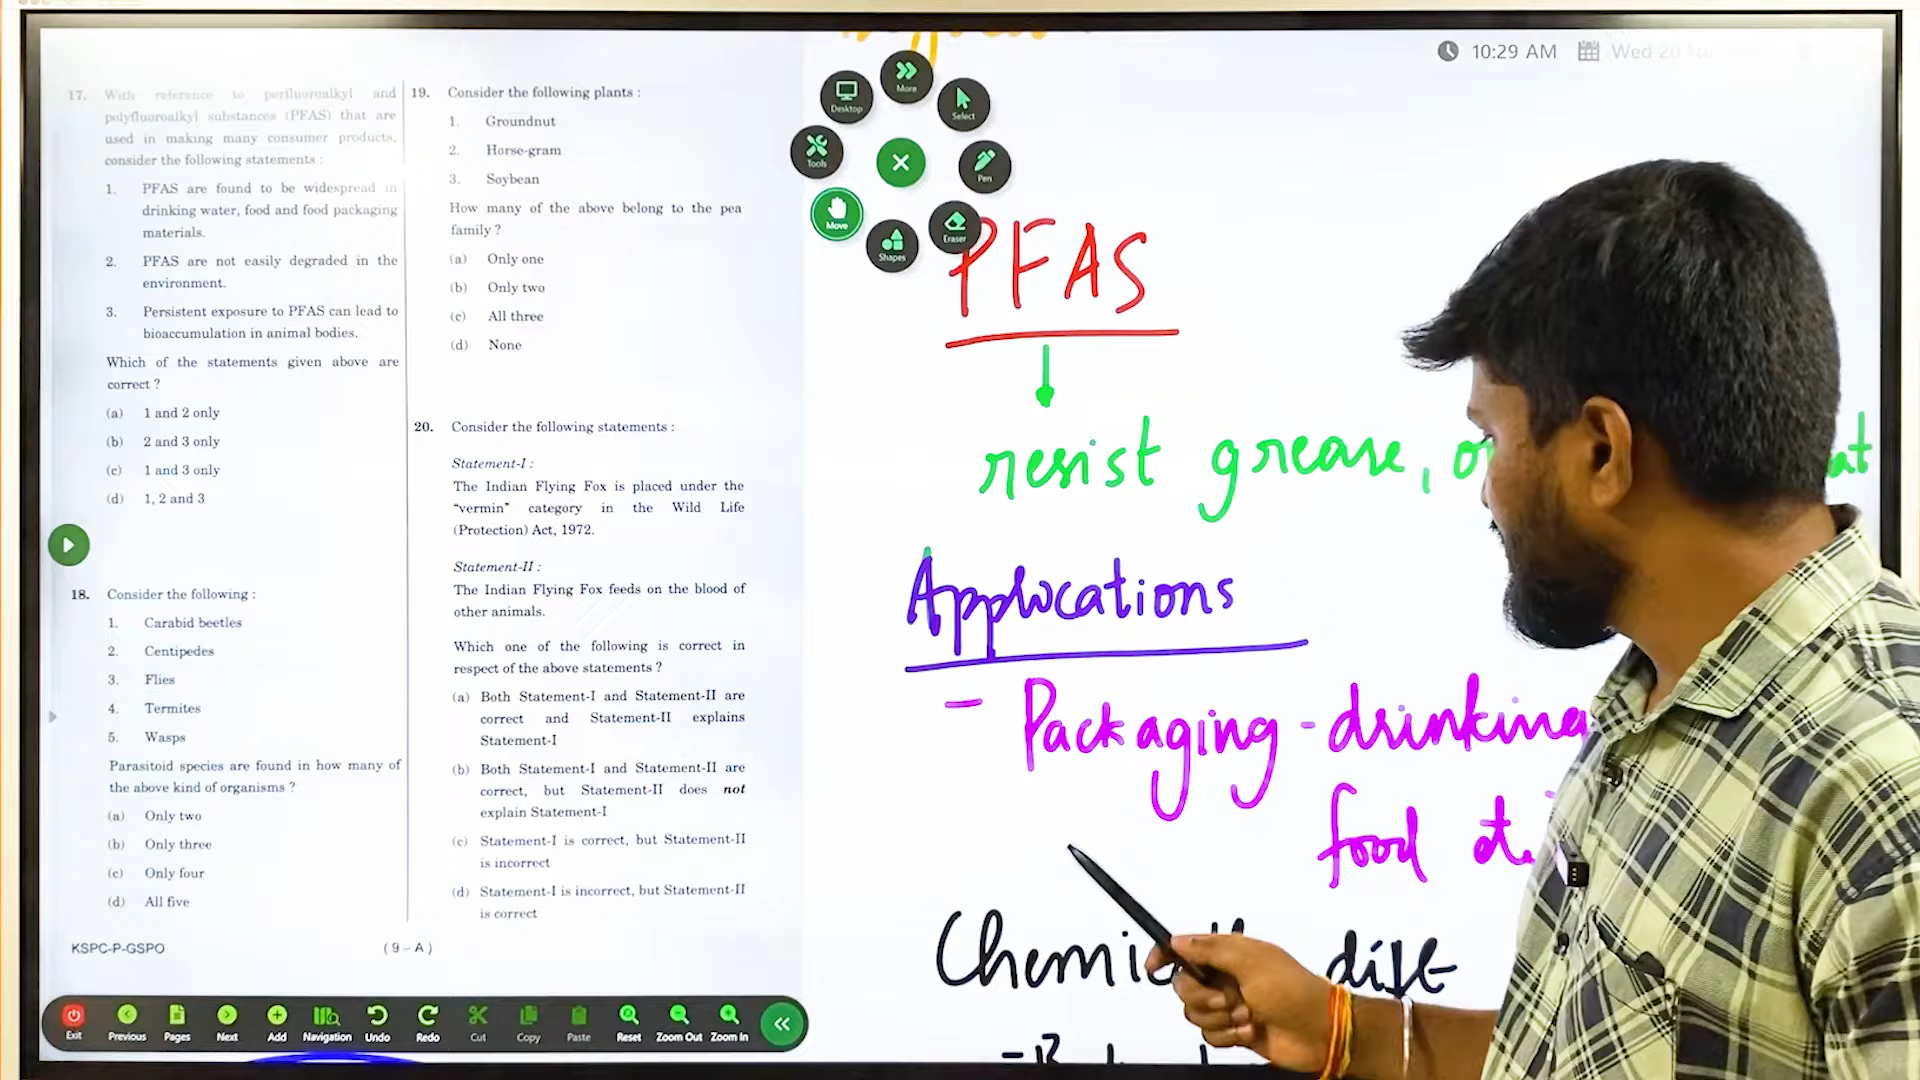 17. With reference to perfluoroalkyl and
polyfluoroalkyl substances (PFAS) that are
used in making many consumer products,
consider the following statements :
1. PFAS are found to be widespread in
drinking water, food and food packaging
materials.
2. PFAS are not easily degraded in the
environment.
3. Persistent exposure to PFAS can lead to
bioaccumulation in animal bodies.
Which of the statements given above are
correct ?
(a) 1 and 2 only
(b) 2 and 3 only
(c) 1 and 3 only
(d) 1, 2 and 3
18. Consider the following :
1. Carabid beetles
2. Centipedes
3. Flies
4. Termites
5. Wasps
Parasitoid species are found in how many of
the above kind of organisms ?
(a) Only two
(b) Only three
(c) Only four
(d) All five
KSPC-P-GSPO
( 9 – A )
19. Consider the following plants :
1. Groundnut
2. Horse-gram
3. Soybean
How many of the above belong to the pea
family ?
(a) Only one
(b) Only two
(c) All three
(d) None
20. Consider the following statements :
Statement-I :
The Indian Flying Fox is placed under the
"vermin" category in the Wild Life
(Protection) Act, 1972.
Statement-II :
The Indian Flying Fox feeds on the blood of
other animals.
Which one of the following is correct in
respect of the above statements ?
(a) Both Statement-I and Statement-II are
correct and Statement-II explains
Statement-I
(b) Both Statement-I and Statement-II are
correct, but Statement-II does not
explain Statement-I
(c) Statement-I is correct, but Statement-II
is incorrect
(d) Statement-I is incorrect, but Statement-II
is correct
10:29 AM Wed 20
More
Desktop
Select
Tools
Pen
Move
Eraser
Shapes
PFAS
resist grease,
Applocations
- Packaging - drinking
food
diff
Exit Previous Pages Next Add Navigation Undo Redo Cut Copy Paste Reset Zoom Out Zoom In